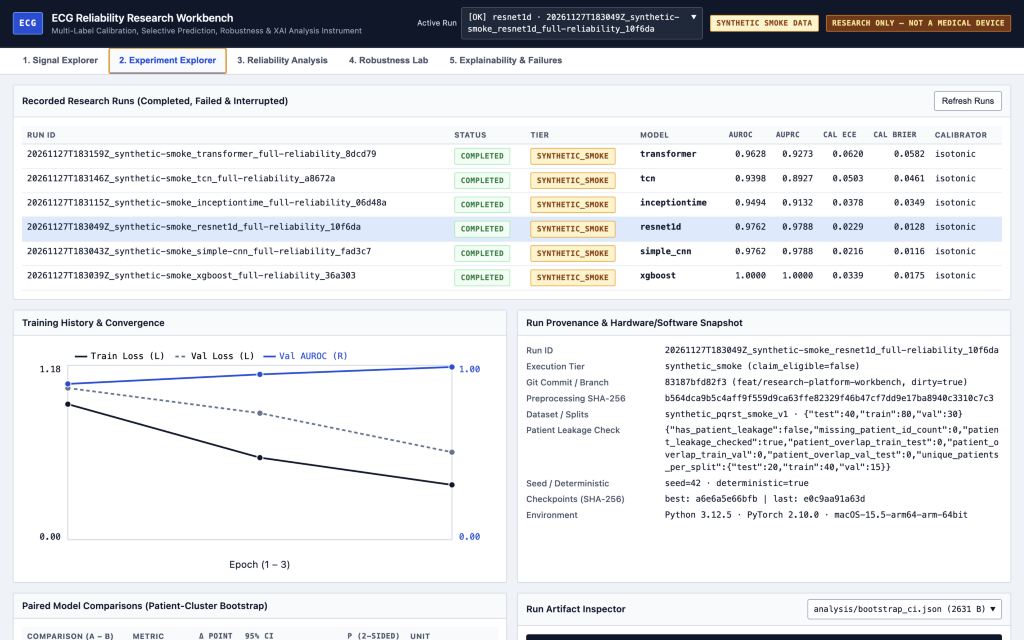 ECG
ECG Reliability Research Workbench
Multi-Label Calibration, Selective Prediction, Robustness & XAI Analysis Instrument
Active Run
[OK] resnet1d · 20261127T183049Z_synthetic-
smoke_resnet1d_full-reliability_10f6da
▼
SYNTHETIC SMOKE DATA
RESEARCH ONLY — NOT A MEDICAL DEVICE
1. Signal Explorer 2. Experiment Explorer 3. Reliability Analysis 4. Robustness Lab 5. Explainability & Failures
Recorded Research Runs (Completed, Failed & Interrupted)
Refresh Runs
RUN ID STATUS TIER MODEL AUROC AUPRC CAL ECE CAL BRIER CALIBRATOR
20261127T183159Z_synthetic-smoke_transformer_full-reliability_8dcd79 COMPLETED SYNTHETIC_SMOKE transformer 0.9628 0.9273 0.0620 0.0582 isotonic
20261127T183146Z_synthetic-smoke_tcn_full-reliability_a8672a COMPLETED SYNTHETIC_SMOKE tcn 0.9398 0.8927 0.0503 0.0461 isotonic
20261127T183115Z_synthetic-smoke_inceptiontime_full-reliability_06d48a COMPLETED SYNTHETIC_SMOKE inceptiontime 0.9494 0.9132 0.0378 0.0349 isotonic
20261127T183049Z_synthetic-smoke_resnet1d_full-reliability_10f6da COMPLETED SYNTHETIC_SMOKE resnet1d 0.9762 0.9788 0.0229 0.0128 isotonic
20261127T183043Z_synthetic-smoke_simple-cnn_full-reliability_fad3c7 COMPLETED SYNTHETIC_SMOKE simple_cnn 0.9762 0.9788 0.0216 0.0116 isotonic
20261127T183039Z_synthetic-smoke_xgboost_full-reliability_36a303 COMPLETED SYNTHETIC_SMOKE xgboost 1.0000 1.0000 0.0339 0.0175 isotonic
Training History & Convergence
Train Loss (L) Val Loss (L) Val AUROC (R)
1.18 1.00
0.00 0.00
Epoch (1 – 3)
Run Provenance & Hardware/Software Snapshot
Run ID 20261127T183049Z_synthetic-smoke_resnet1d_full-reliability_10f6da
Execution Tier synthetic_smoke (claim_eligible=false)
Git Commit / Branch 83187bfd82f3 (feat/research-platform-workbench, dirty=true)
Preprocessing SHA-256 b564dca9b5c4aff9f559d9ca63ffe82329f46b47cf7dd9e17ba8940c3310c7c3
Dataset / Splits synthetic_pqrst_smoke_v1 · {"test":40,"train":80,"val":30}
Patient Leakage Check {"has_patient_leakage":false,"missing_patient_id_count":0,"patien
t_leakage_checked":true,"patient_overlap_train_test":0,"patient_o
verlap_train_val":0,"patient_overlap_val_test":0,"unique_patients
_per_split":{"test":20,"train":40,"val":15}}
Seed / Deterministic seed=42 · deterministic=true
Checkpoints (SHA-256) best: a6e6a5e66bfb | last: e0c9aa91a63d
Environment Python 3.12.5 · PyTorch 2.10.0 · macOS-15.5-arm64-arm-64bit
Paired Model Comparisons (Patient-Cluster Bootstrap)
COMPARISON (A – B) METRIC Δ POINT 95% CI P (2-SIDED) UNIT
Run Artifact Inspector
analysis/bootstrap_ci.json (2631 B) ▼